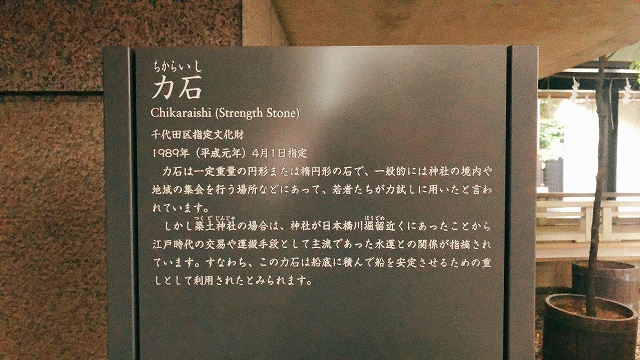 ちからいし
力石
Chikaraishi (Strength Stone)
千代田区指定文化財
1989年（平成元年）4月1日指定
力石は一定重量の円形または楕円形の石で、一般的には神社の境内や
地域の集会を行う場所などにあって、若者たちが力試しに用いたと言わ
れています。
つくどじんじゃ
ほりどめ
しかし築土神社の場合は、神社が日本橋川堀留近くにあったことから
江戸時代の交易や運搬手段として主流であった水運との関係が指摘され
ています。すなわち、この力石は船底に積んで船を安定させるための重
しとして利用されたとみられます。